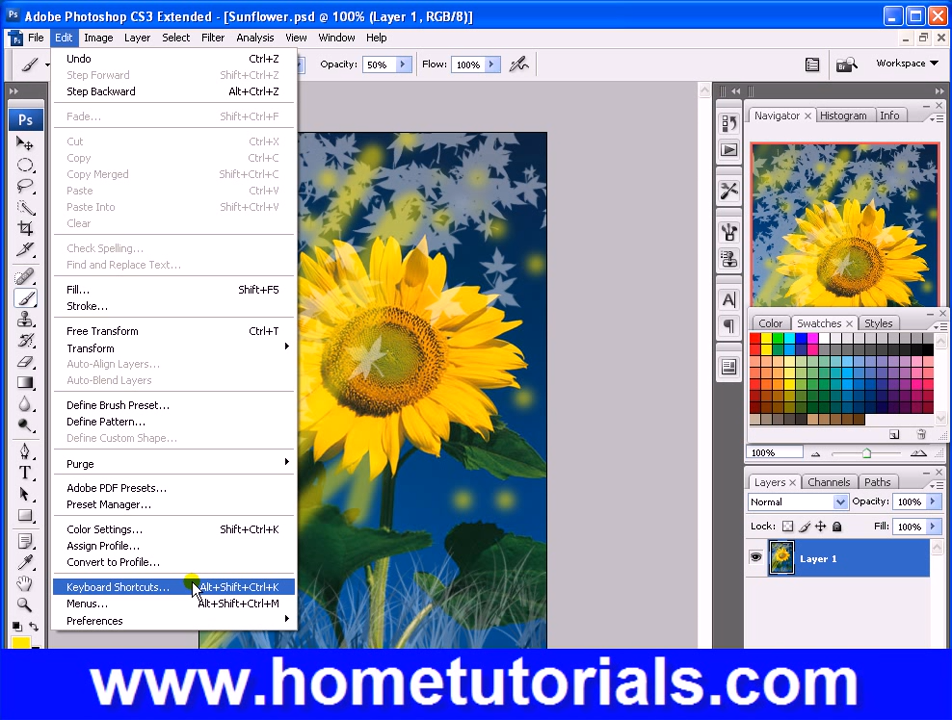 Ps Adobe Photoshop CS3 Extended - [Sunflower.psd @ 100% (Layer 1, RGB/8)]
Ps File Edit Image Layer Select Filter Analysis View Window Help
Opacity: 50% Flow: 100% Workspace
Ps
Undo Ctrl+Z
Step Forward Shift+Ctrl+Z
Step Backward Alt+Ctrl+Z
Fade... Shift+Ctrl+F
Cut Ctrl+X
Copy Ctrl+C
Copy Merged Shift+Ctrl+C
Paste Ctrl+V
Paste Into Shift+Ctrl+V
Clear
Check Spelling...
Find and Replace Text...
Fill... Shift+F5
Stroke...
Free Transform Ctrl+T
Transform
Auto-Align Layers...
Auto-Blend Layers
Define Brush Preset...
Define Pattern...
Define Custom Shape...
Purge
Adobe PDF Presets...
Preset Manager...
Color Settings... Shift+Ctrl+K
Assign Profile...
Convert to Profile...
Keyboard Shortcuts... Alt+Shift+Ctrl+K
Menus... Alt+Shift+Ctrl+M
Preferences
T
A
Navigator × Histogram Info
Color Swatches × Styles
100%
Layers × Channels Paths
Normal Opacity: 100%
Lock: Fill: 100%
Layer 1
www.hometutorials.com